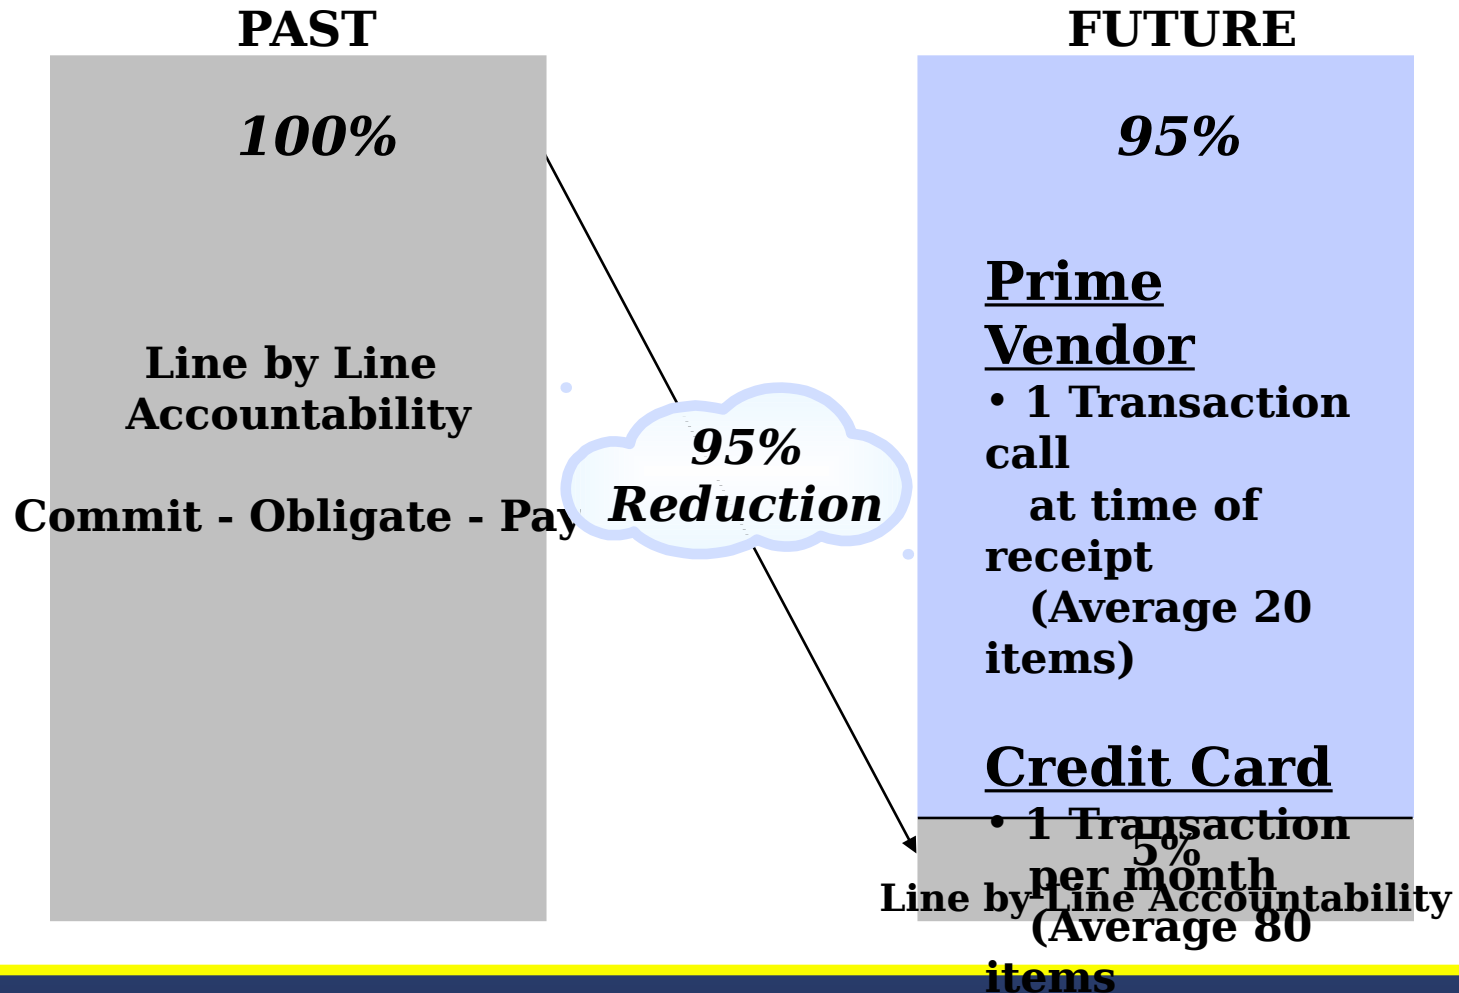 PAST
100%
Line by Line
Accountability
Commit - Obligate - Pay
95%
Reduction
FUTURE
95%
Prime
Vendor
• 1 Transaction
call
at time of
receipt
(Average 20
items)
Credit Card
• 1 Transaction
per month
(Average 80
items
5%
Line by Line Accountability